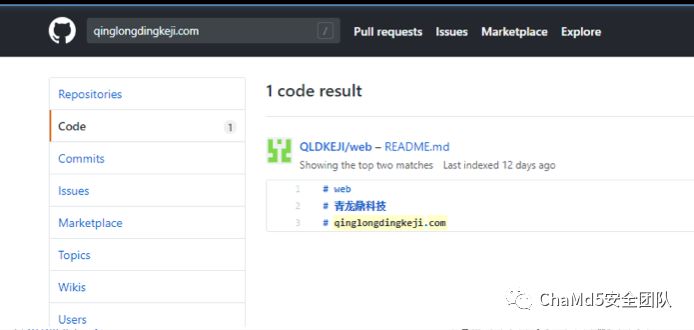 qinglongdingkeji.com
/
Pull requests Issues Marketplace Explore
Repositories
Code 1
Commits
Issues
Marketplace
Topics
Wikis
Users
1 code result
QLDKEJI/web – README.md
Showing the top two matches Last indexed 12 days ago
1 # web
2 # 青龙鼎科技
3 # qinglongdingkeji.com
ChaMd5安全团队